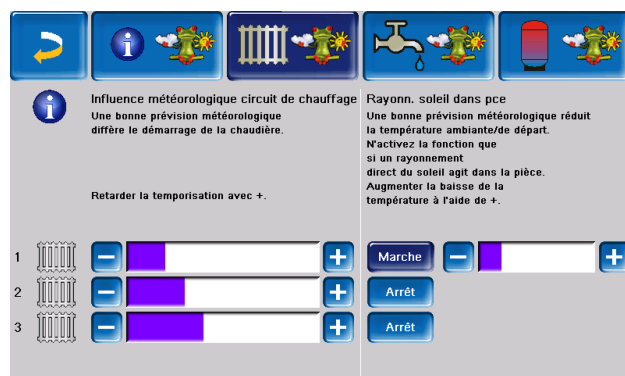 Influence météorologique circuit de chauffage
Une bonne prévision météorologique
diffère le démarrage de la chaudière.
Retarder la temporisation avec +.
Rayonn. soleil dans pce
Une bonne prévision météorologique réduit
la température ambiante/de départ.
N'activez la fonction que
si un rayonnement
direct du soleil agit dans la pièce.
Augmenter la baisse de la
température à l'aide de +.
1
Marche
2
Arrêt
3
Arrêt